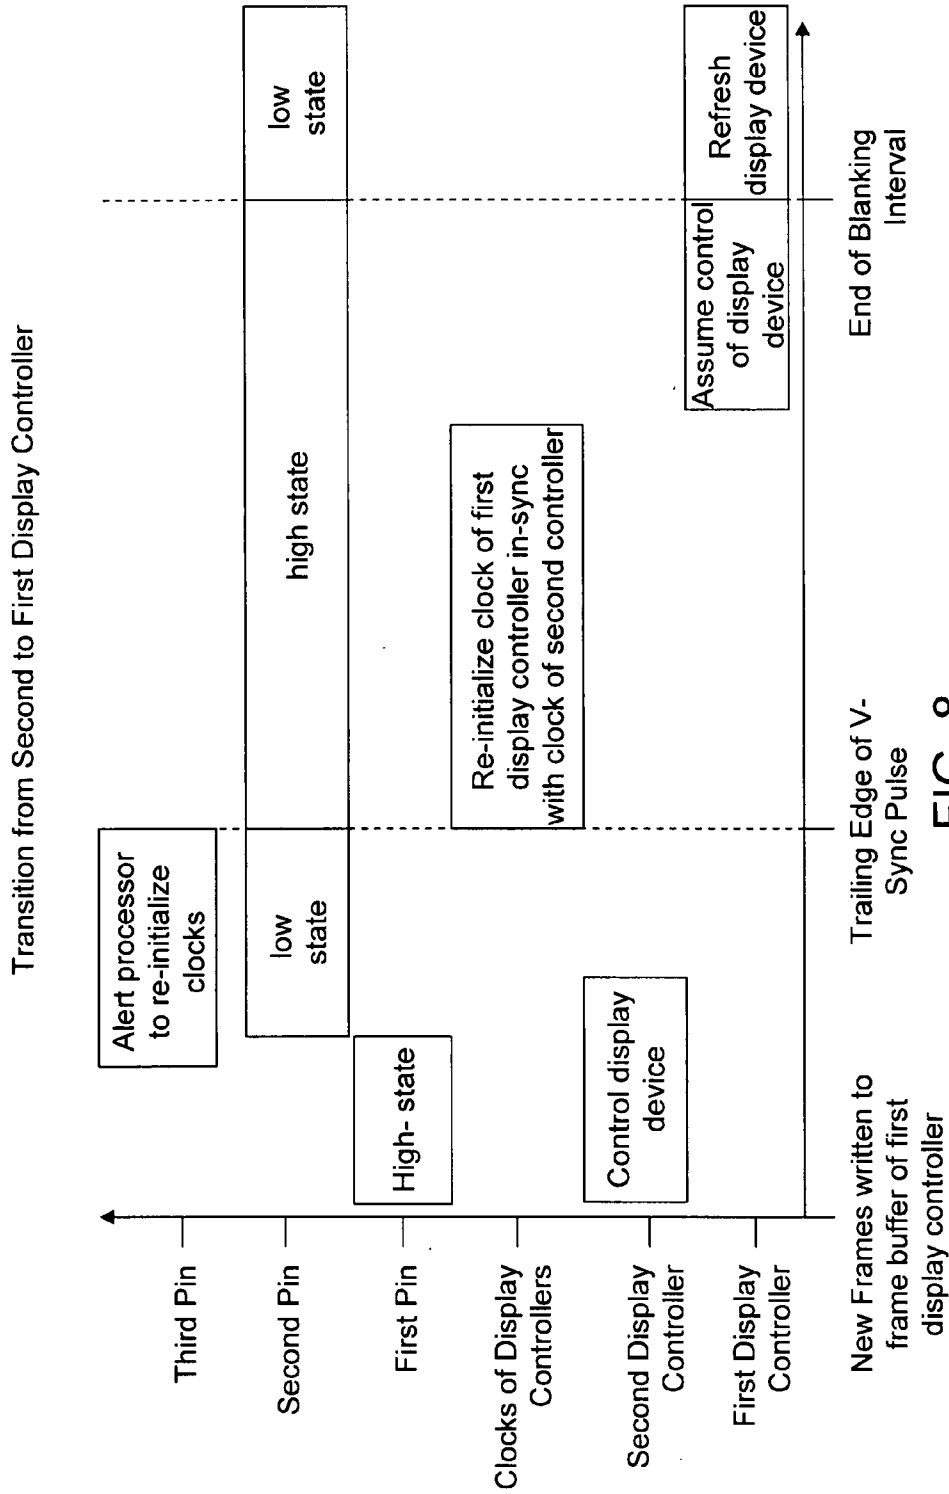 Transition from Second to First Display Controller
Third Pin
Alert processor
to re-initialize
clocks
Second Pin
low
state
high state
low
state
First Pin
High- state
Clocks of Display
Controllers
Re-initialize clock of first
display controller in-sync
with clock of second controller
Second Display
Controller
Control display
device
First Display
Controller
Assume control
of display
device
Refresh
display device
New Frames written to
frame buffer of first
display controller
Trailing Edge of V-
Sync Pulse
End of Blanking
Interval
FIG. 8